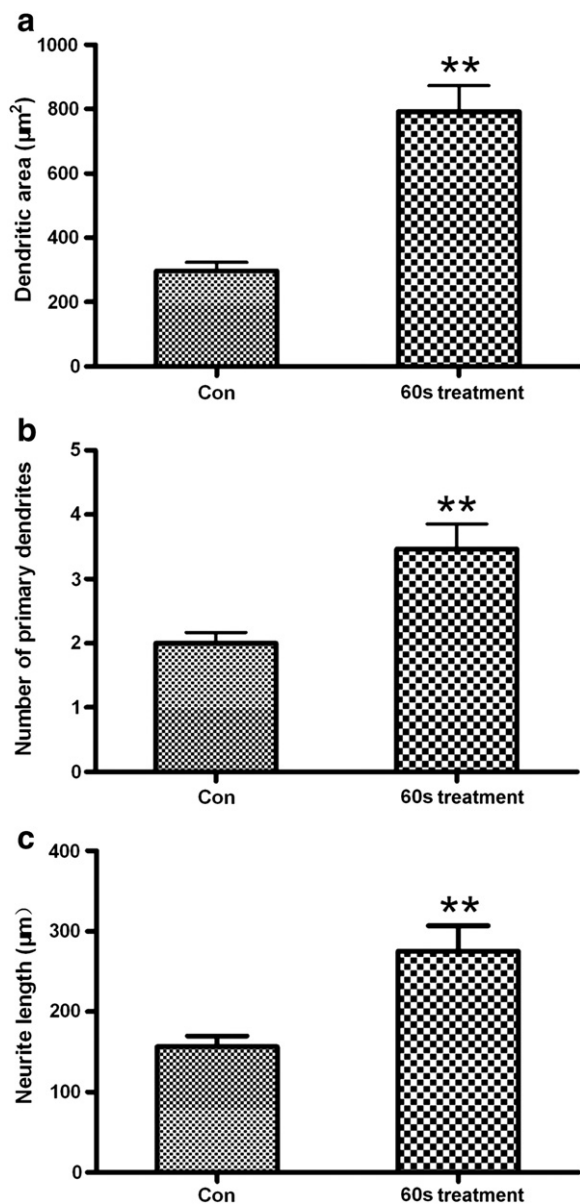 a
Dendritic area (μm²)
1000
800
600
400
200
0
**
Con
60s treatment
b
Number of primary dendrites
5
4
3
2
1
0
**
Con
60s treatment
c
Neurite length (μm)
400
300
200
100
0
**
Con
60s treatment